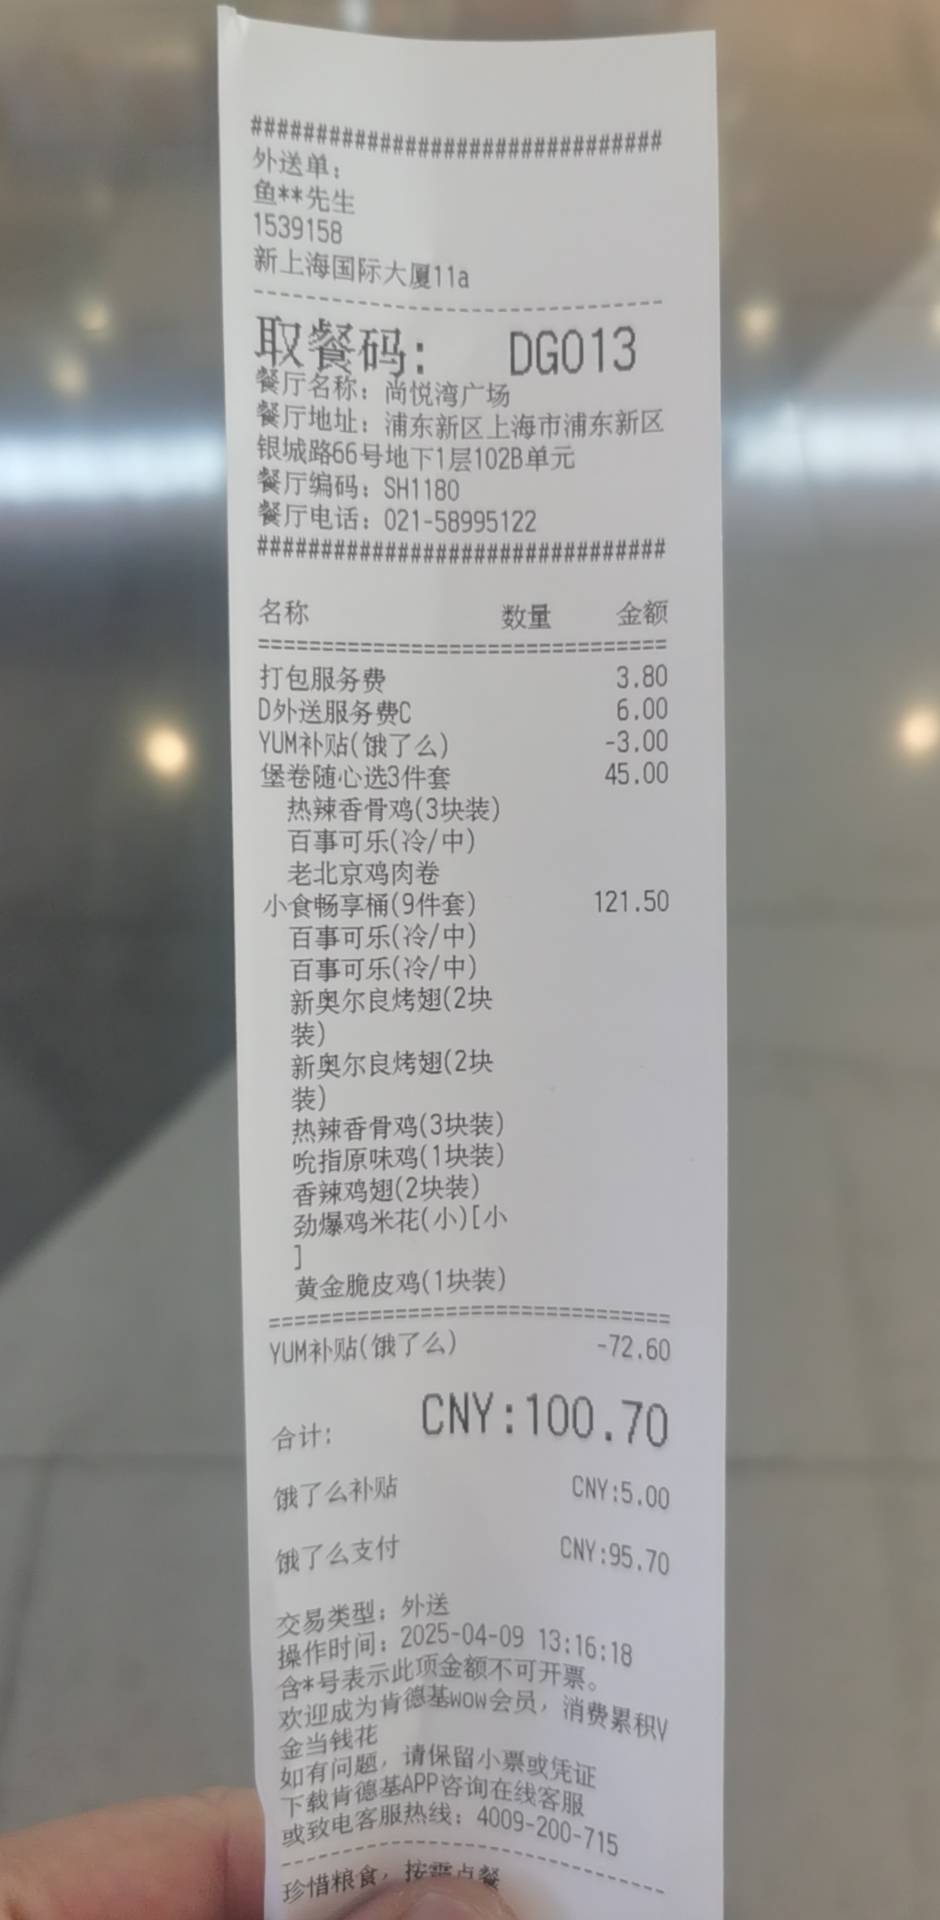 ################################
外送单:
鱼**先生
1539158
新上海国际大厦11a
取餐码: DG013
餐厅名称: 尚悦湾广场
餐厅地址: 浦东新区上海市浦东新区
银城路66号地下1层102B单元
餐厅编码: SH1180
餐厅电话: 021-58995122
################################
名称 数量 金额
================================
打包服务费 3.80
D外送服务费C 6.00
YUM补贴(饿了么) -3.00
堡卷随心选3件套 45.00
热辣香骨鸡(3块装)
百事可乐(冷/中)
老北京鸡肉卷
小食畅享桶(9件套) 121.50
百事可乐(冷/中)
百事可乐(冷/中)
新奥尔良烤翅(2块
装)
新奥尔良烤翅(2块
装)
热辣香骨鸡(3块装)
吮指原味鸡(1块装)
香辣鸡翅(2块装)
劲爆鸡米花(小)[小
]
黄金脆皮鸡(1块装)
================================
YUM补贴(饿了么) -72.60
合计: CNY:100.70
饿了么补贴 CNY:5.00
饿了么支付 CNY:95.70
交易类型: 外送
操作时间: 2025-04-09 13:16:18
含*号表示此项金额不可开票。
欢迎成为肯德基wow会员, 消费累积V
金当钱花
如有问题, 请保留小票或凭证
下载肯德基APP咨询在线客服
或致电客服热线: 4009-200-715
珍惜粮食, 按需点餐